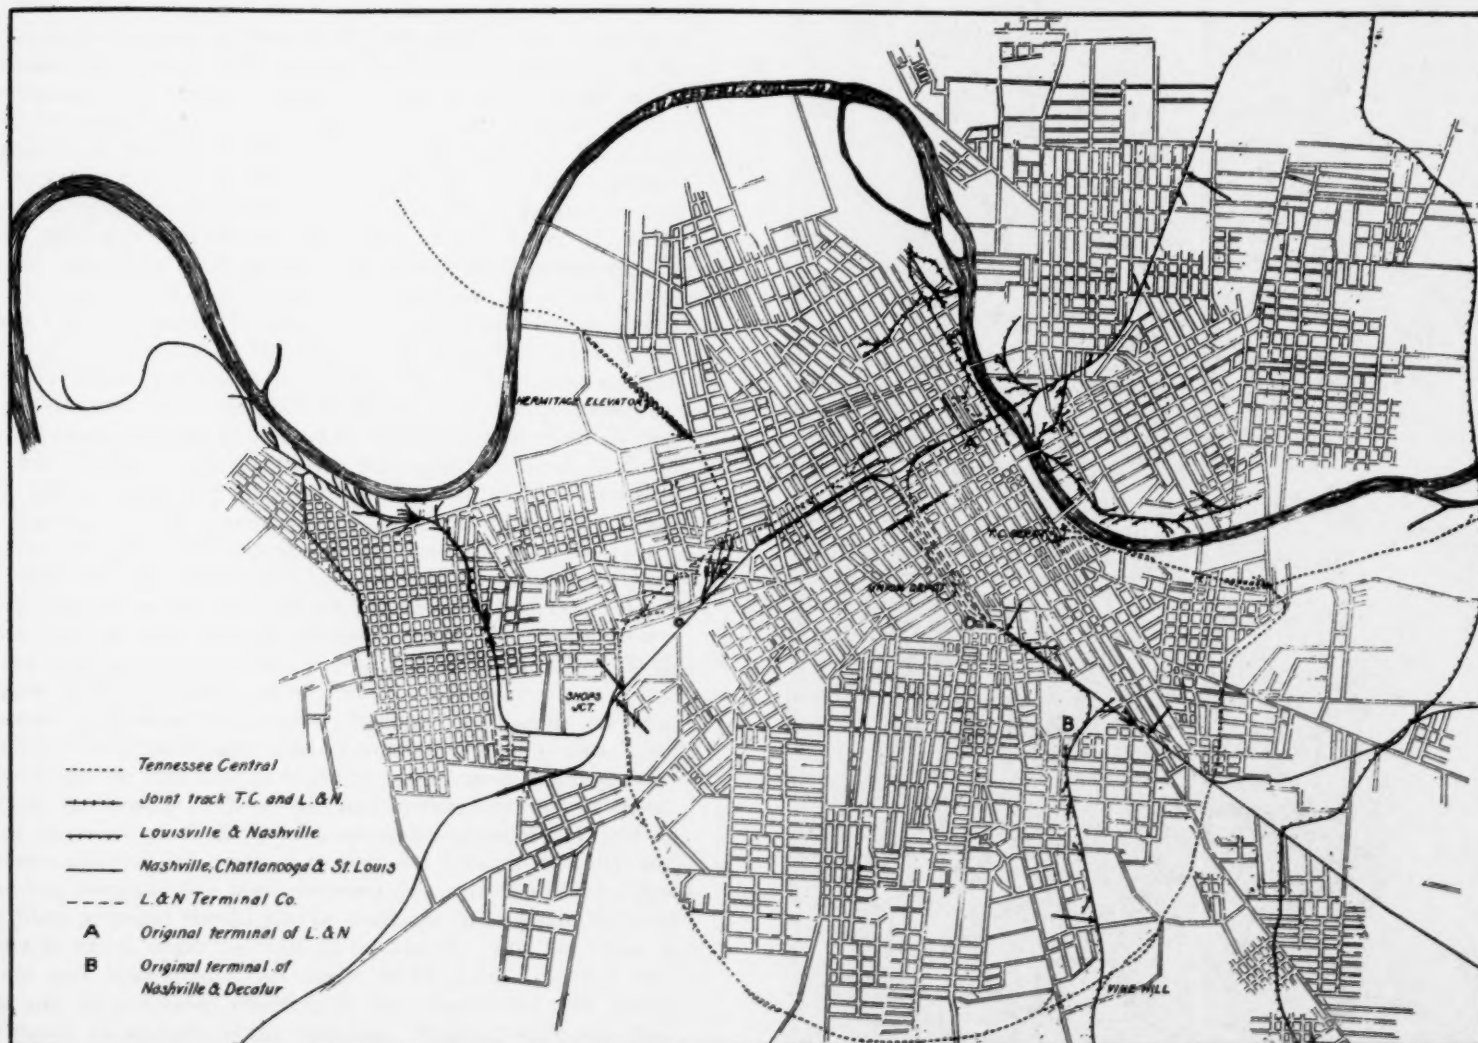 CUMBERLAND
HERMITAGE ELEVATOR
A
UNION DEPOT
SHOPS
JCT.
B
VINE HILL
Tennessee Central
Joint track T.C. and L.&N.
Louisville & Nashville
Nashville, Chattanooga & St. Louis
L.&N Terminal Co.
A Original terminal of L.&N
B Original terminal of
Nashville & Decatur